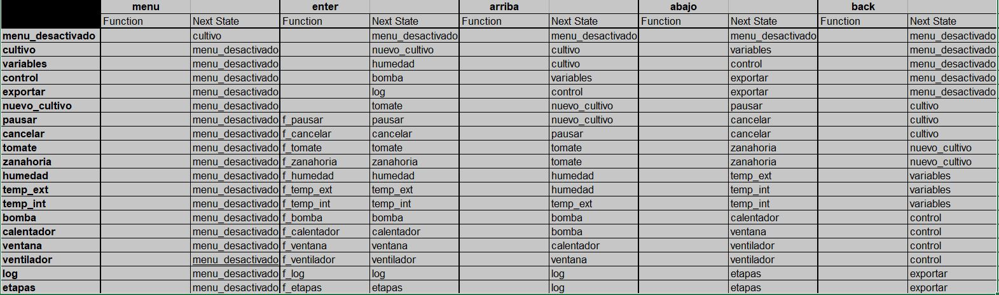 menu enter arriba abajo back
Function Next State Function Next State Function Next State Function Next State Function Next State
menu_desactivado cultivo menu_desactivado menu_desactivado menu_desactivado menu_desactivado
cultivo menu_desactivado nuevo_cultivo cultivo variables menu_desactivado
variables menu_desactivado humedad cultivo control menu_desactivado
control menu_desactivado bomba variables exportar menu_desactivado
exportar menu_desactivado log control exportar menu_desactivado
nuevo_cultivo menu_desactivado tomate nuevo_cultivo pausar cultivo
pausar menu_desactivado f_pausar pausar nuevo_cultivo cancelar cultivo
cancelar menu_desactivado f_cancelar cancelar pausar cancelar cultivo
tomate menu_desactivado f_tomate tomate tomate zanahoria nuevo_cultivo
zanahoria menu_desactivado f_zanahoria zanahoria tomate zanahoria nuevo_cultivo
humedad menu_desactivado f_humedad humedad humedad temp_ext variables
temp_ext menu_desactivado f_temp_ext temp_ext humedad temp_int variables
temp_int menu_desactivado f_temp_int temp_int temp_ext temp_int variables
bomba menu_desactivado f_bomba bomba bomba calentador control
calentador menu_desactivado f_calentador calentador bomba ventana control
ventana menu_desactivado f_ventana ventana calentador ventilador control
ventilador menu_desactivado f_ventilador ventilador ventana ventilador control
log menu_desactivado f_log log log etapas exportar
etapas menu_desactivado f_etapas etapas log etapas exportar